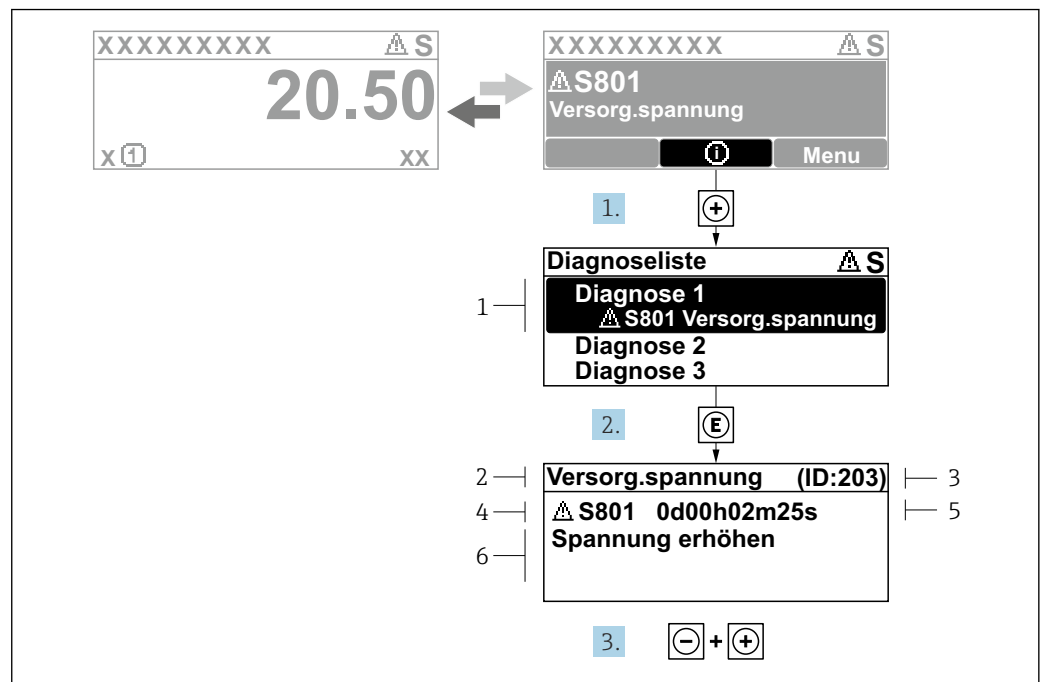 XXXXXXXXX ⚠ S
20.50
x ① xx
XXXXXXXXX ⚠ S
⚠ S801
Versorg.spannung
ⓘ Menu
1. +
Diagnoseliste ⚠ S
1
Diagnose 1
⚠ S801 Versorg.spannung
Diagnose 2
Diagnose 3
2. E
2 Versorg.spannung (ID:203) 3
4 ⚠ S801 0d00h02m25s 5
6 Spannung erhöhen
3. - + +